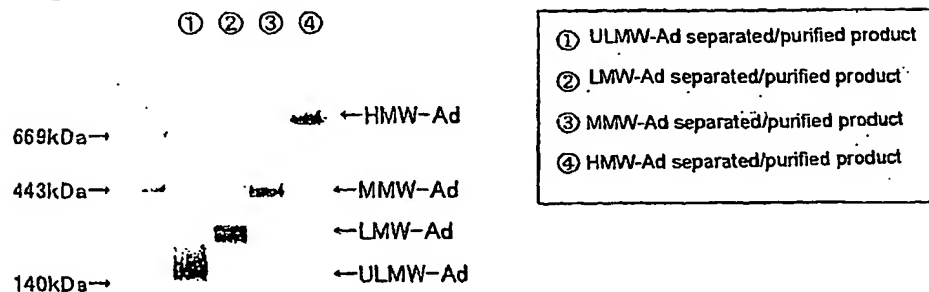 ① ② ③ ④
① ULMW-Ad separated/purified product
② LMW-Ad separated/purified product
③ MMW-Ad separated/purified product
④ HMW-Ad separated/purified product
669kDa→
←HMW-Ad
443kDa→
←MMW-Ad
←LMW-Ad
140kDa→
←ULMW-Ad